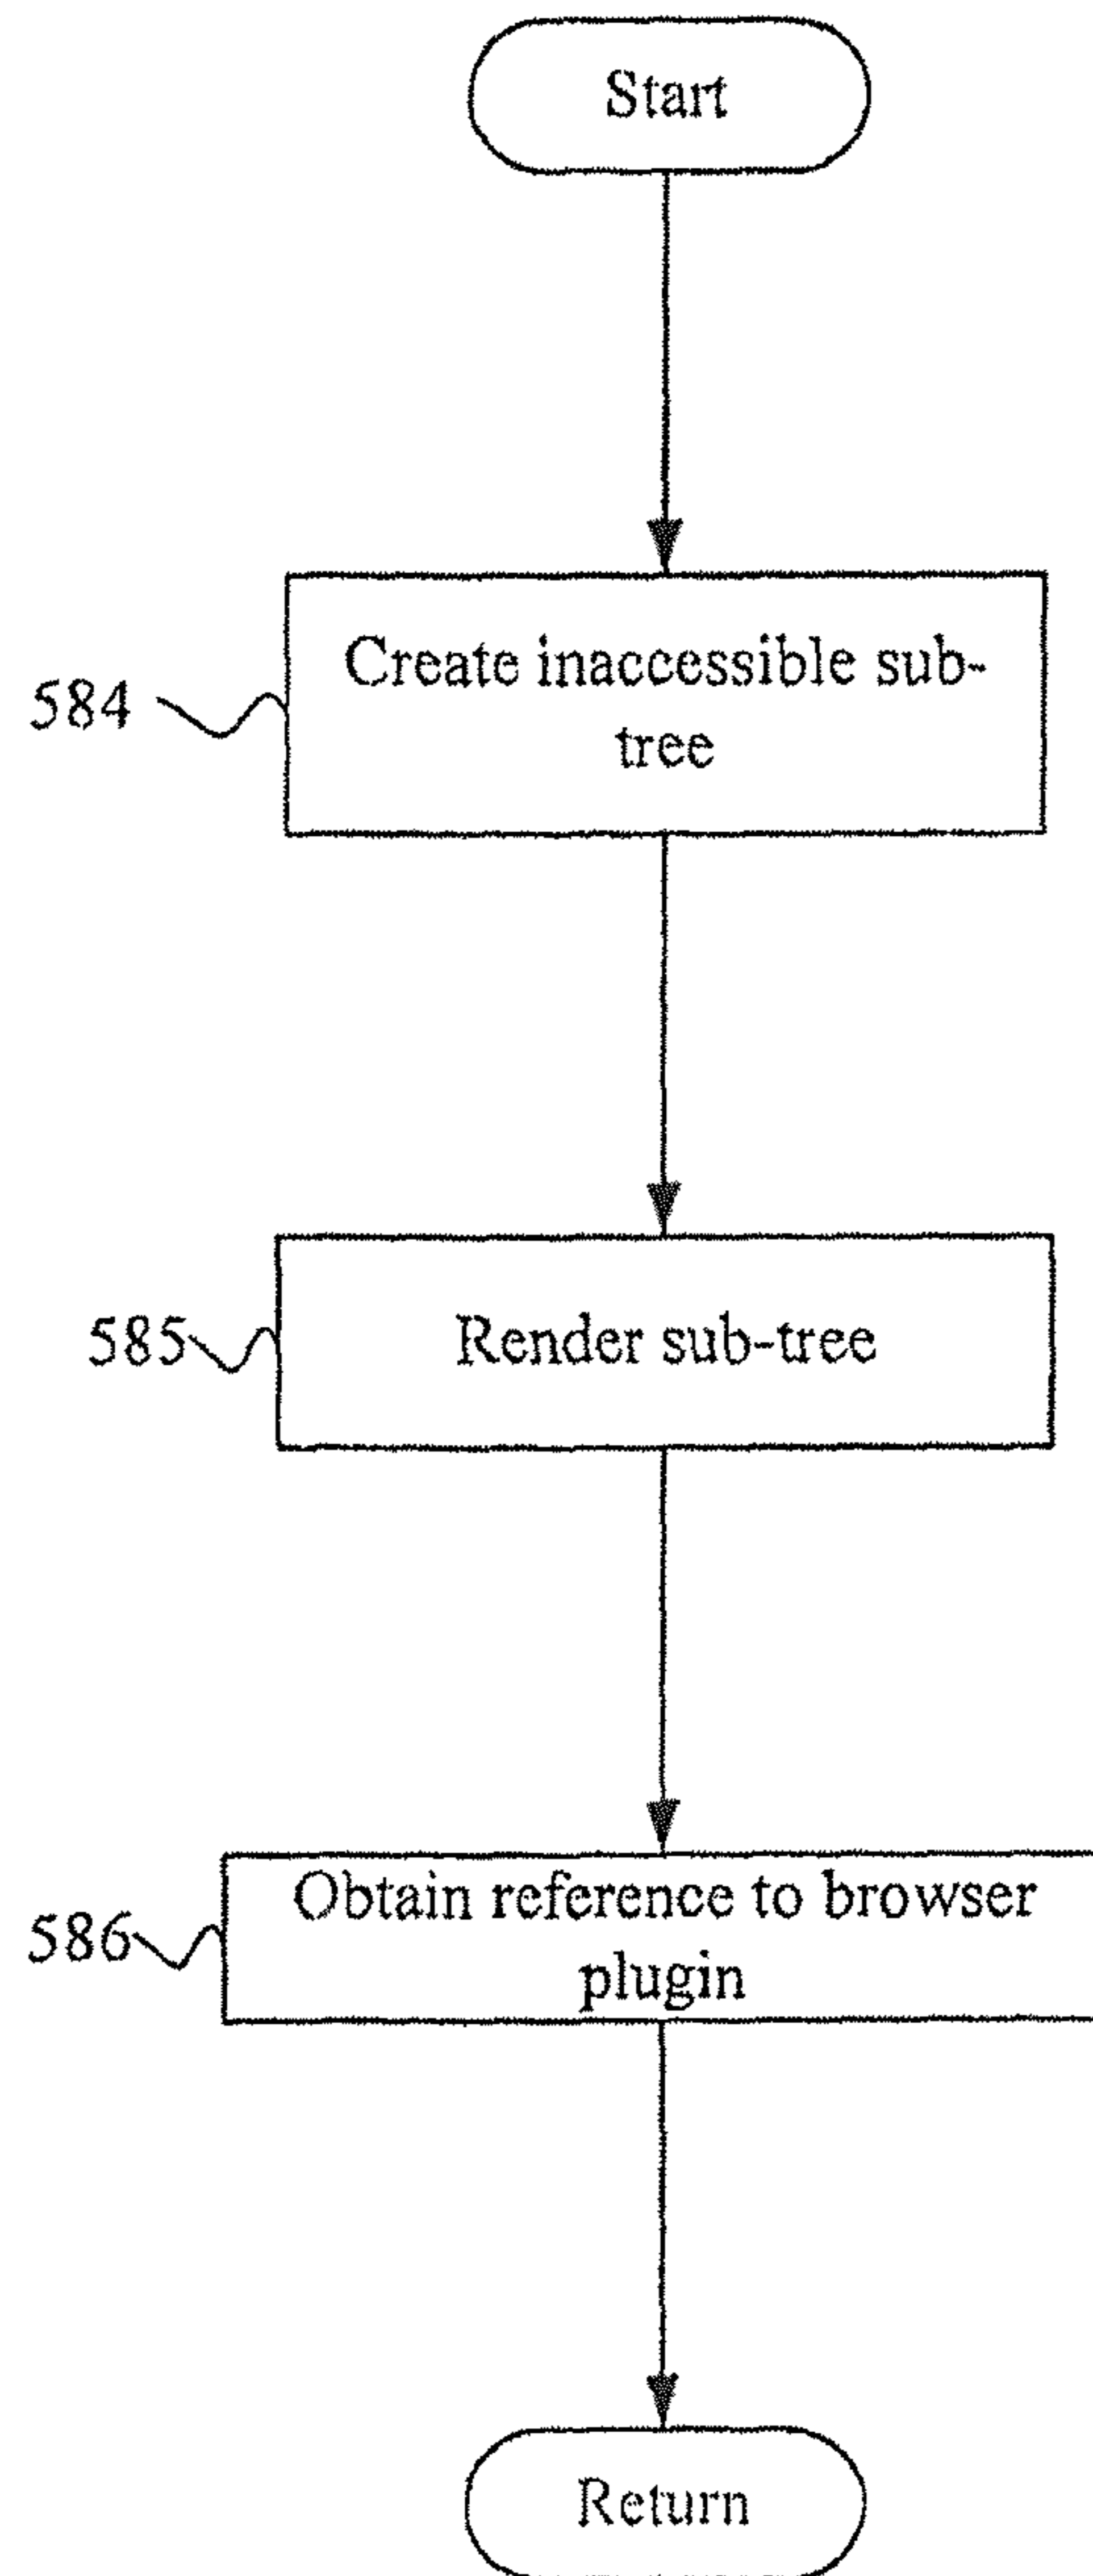 Start
Create inaccessible sub-
584
tree
585
Render sub-tree
Obtain reference to browser
586
plugin
Return